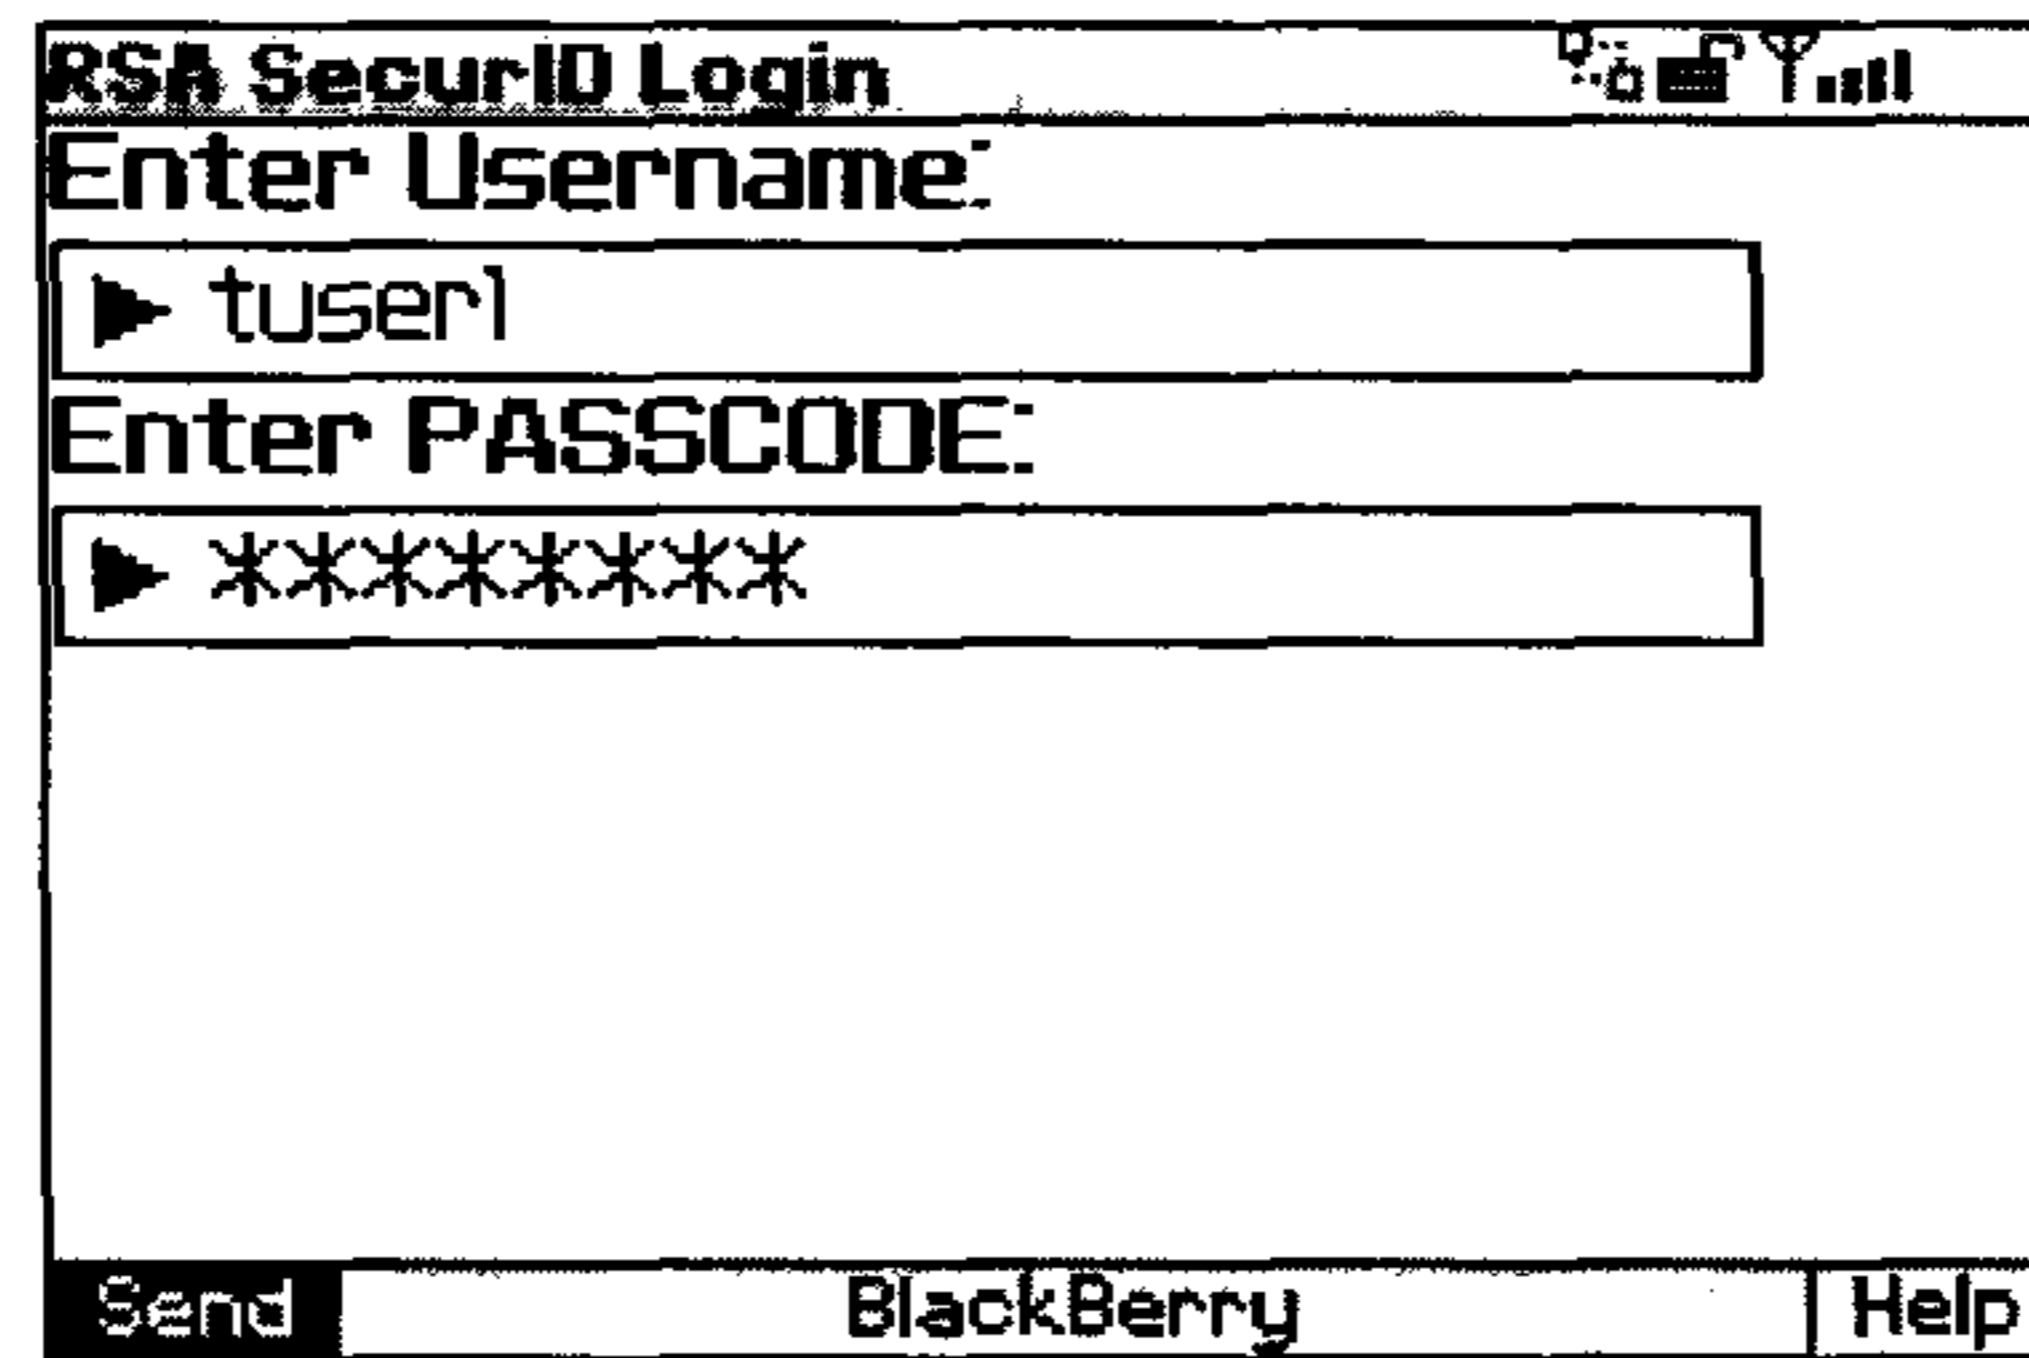 RSA SecurID Login
Enter Username:
tuser1
Enter PASSCODE:
********
Send BlackBerry Help